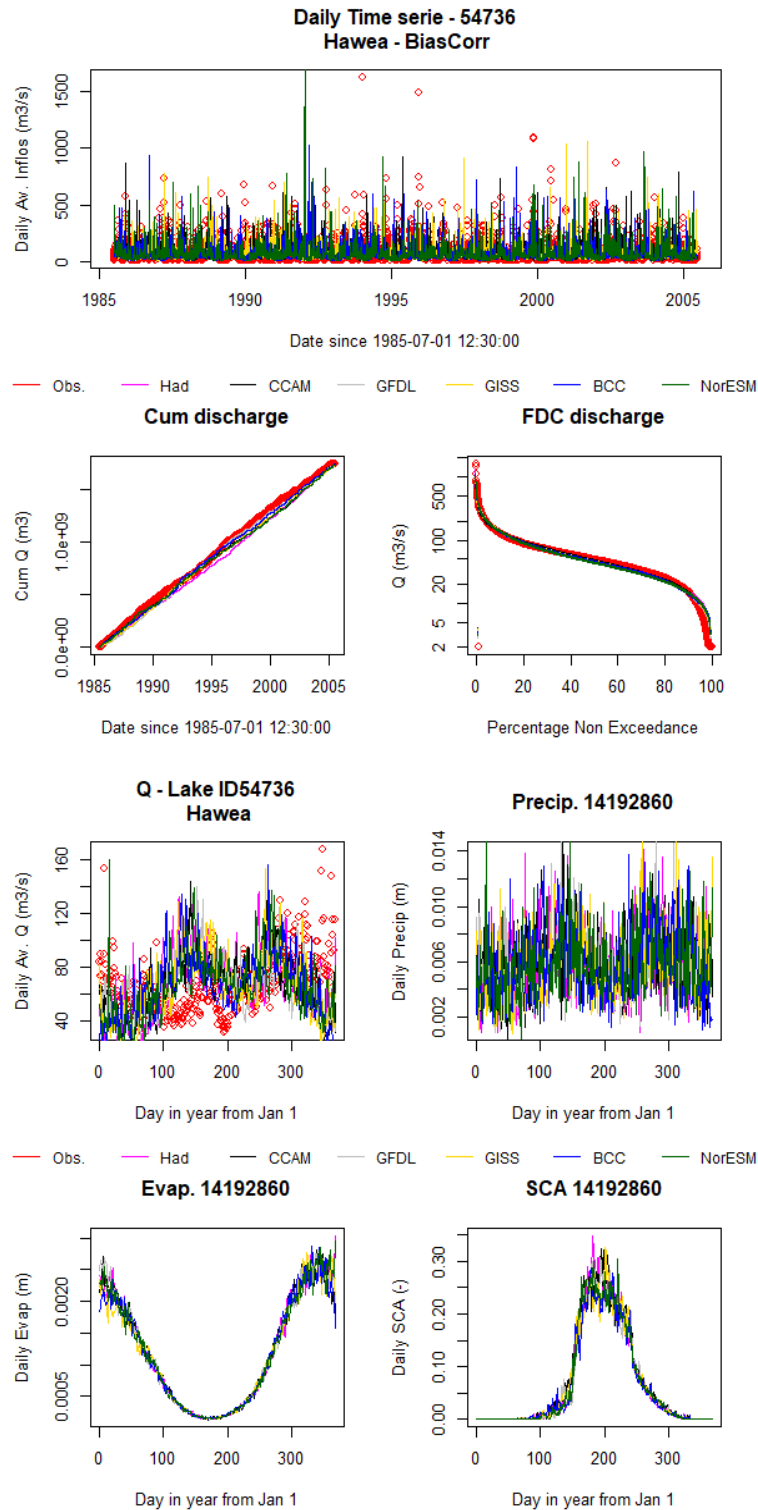 Daily Time serie - 54736
Hawea - BiasCorr
Daily Av. Inflos (m3/s)
1500
1000
500
0
1985 1990 1995 2000 2005
Date since 1985-07-01 12:30:00
Obs. Had CCAM GFDL GISS BCC NorESM
Cum discharge
Cum Q (m3)
1.0e+09
0.0e+00
1985 1990 1995 2000 2005
Date since 1985-07-01 12:30:00
FDC discharge
Q (m3/s)
500
100
20
5
2
0 20 40 60 80 100
Percentage Non Exceedance
Q - Lake ID54736
Hawea
Daily Av. Q (m3/s)
160
120
80
40
0 100 200 300
Day in year from Jan 1
Precip. 14192860
Daily Precip (m)
0.014
0.010
0.006
0.002
0 100 200 300
Day in year from Jan 1
Obs. Had CCAM GFDL GISS BCC NorESM
Evap. 14192860
Daily Evap (m)
0.0020
0.0005
0 100 200 300
Day in year from Jan 1
SCA 14192860
Daily SCA (-)
0.30
0.20
0.10
0.00
0 100 200 300
Day in year from Jan 1